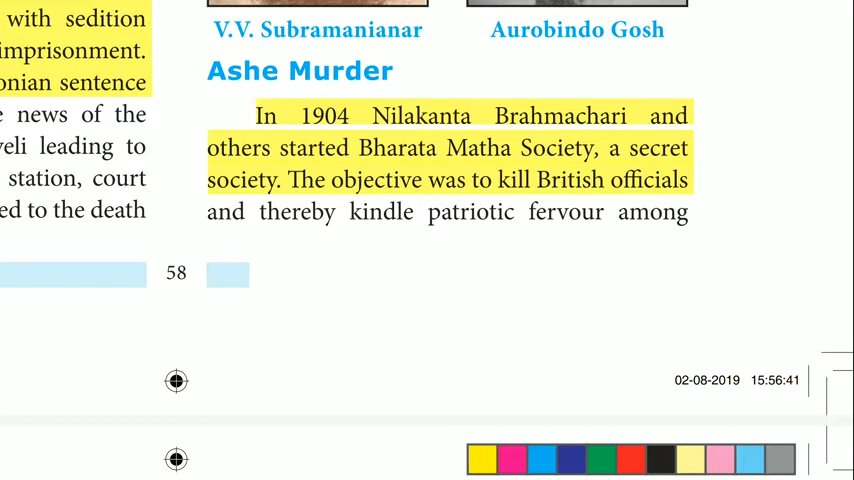 with sedition
imprisonment.
onian sentence
e news of the
veli leading to
station, court
ed to the death
V.V. Subramanianar
Aurobindo Gosh
Ashe Murder
In 1904 Nilakanta Brahmachari and
others started Bharata Matha Society, a secret
society. The objective was to kill British officials
and thereby kindle patriotic fervour among
58
02-08-2019 15:56:41